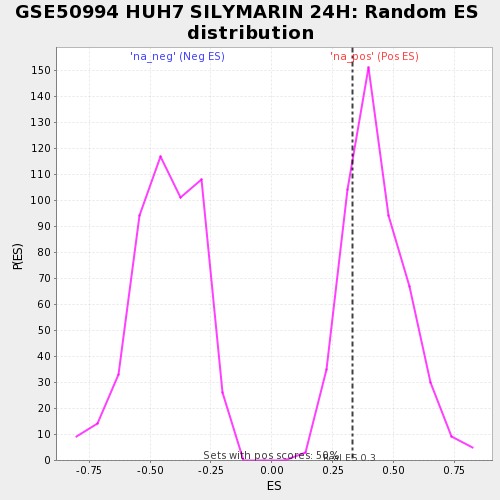 GSE50994 HUH7 SILYMARIN 24H: Random ES
distribution
'na_neg' (Neg ES) 'na_pos' (Pos ES)
150
140
130
120
110
100
90
80
70
60
50
40
30
20
10
0
P(ES)
Sets with pos scores: 50%
Real ES 0.3
-0.75 -0.50 -0.25 0.00 0.25 0.50 0.75
ES